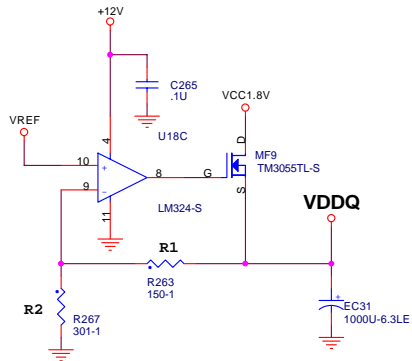 +12V
C265
.1U
VCC1.8V
VREF
U18C
4
D
10
+
8
G
MF9
TM3055TL-S
9
-
S
VDDQ
11
LM324-S
R1
R263
150-1
R2
R267
301-1
+
EC31
1000U-6.3LE